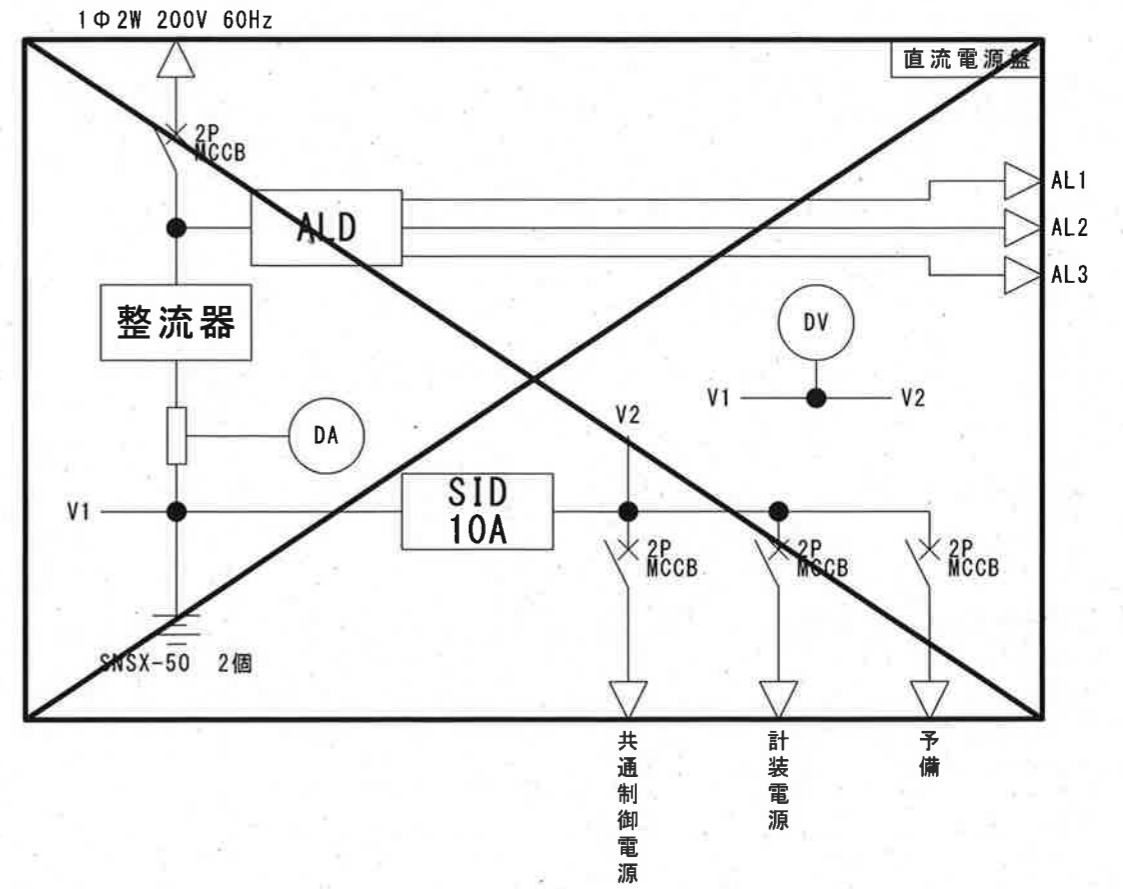 1Φ2W 200V 60Hz
直流電源盤
2P
MCCB
ALD
AL1
AL2
AL3
整流器
DV
V1
V2
DA
V2
V1
SID
10A
2P
MCCB
2P
MCCB
2P
MCCB
SNSX-50 2個
共通制御電源
計装電源
予備